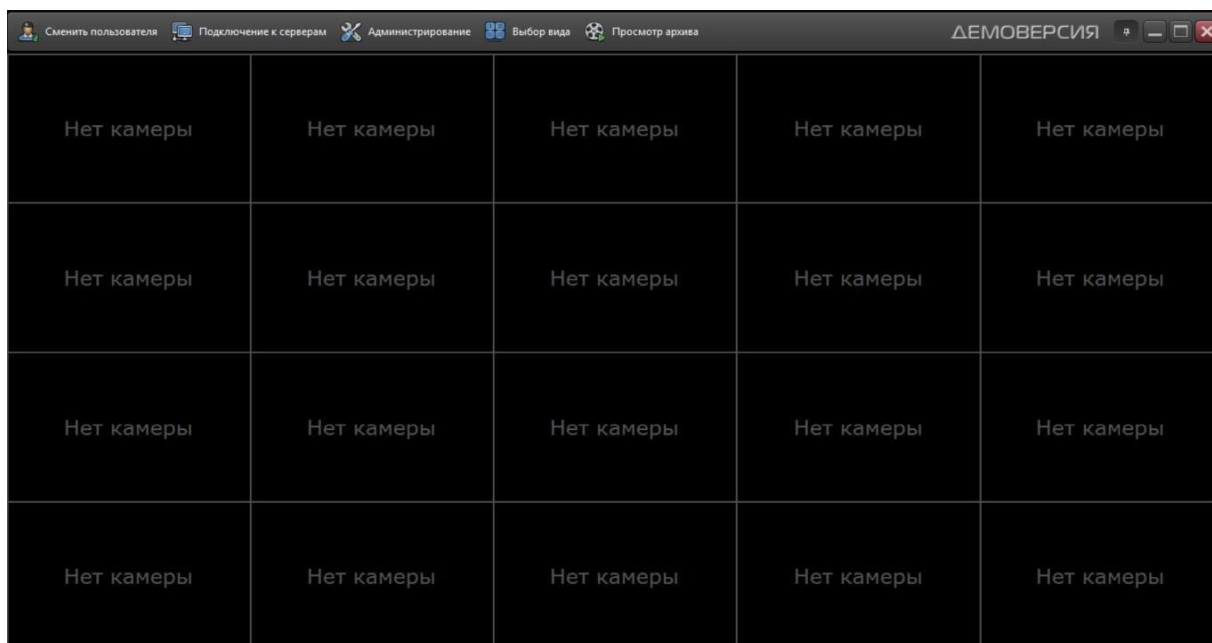 Сменить пользователя Подключение к серверам Администрирование Выбор вида Просмотр архива ДЕМОВЕРСИЯ
Нет камеры Нет камеры Нет камеры Нет камеры Нет камеры
Нет камеры Нет камеры Нет камеры Нет камеры Нет камеры
Нет камеры Нет камеры Нет камеры Нет камеры Нет камеры
Нет камеры Нет камеры Нет камеры Нет камеры Нет камеры